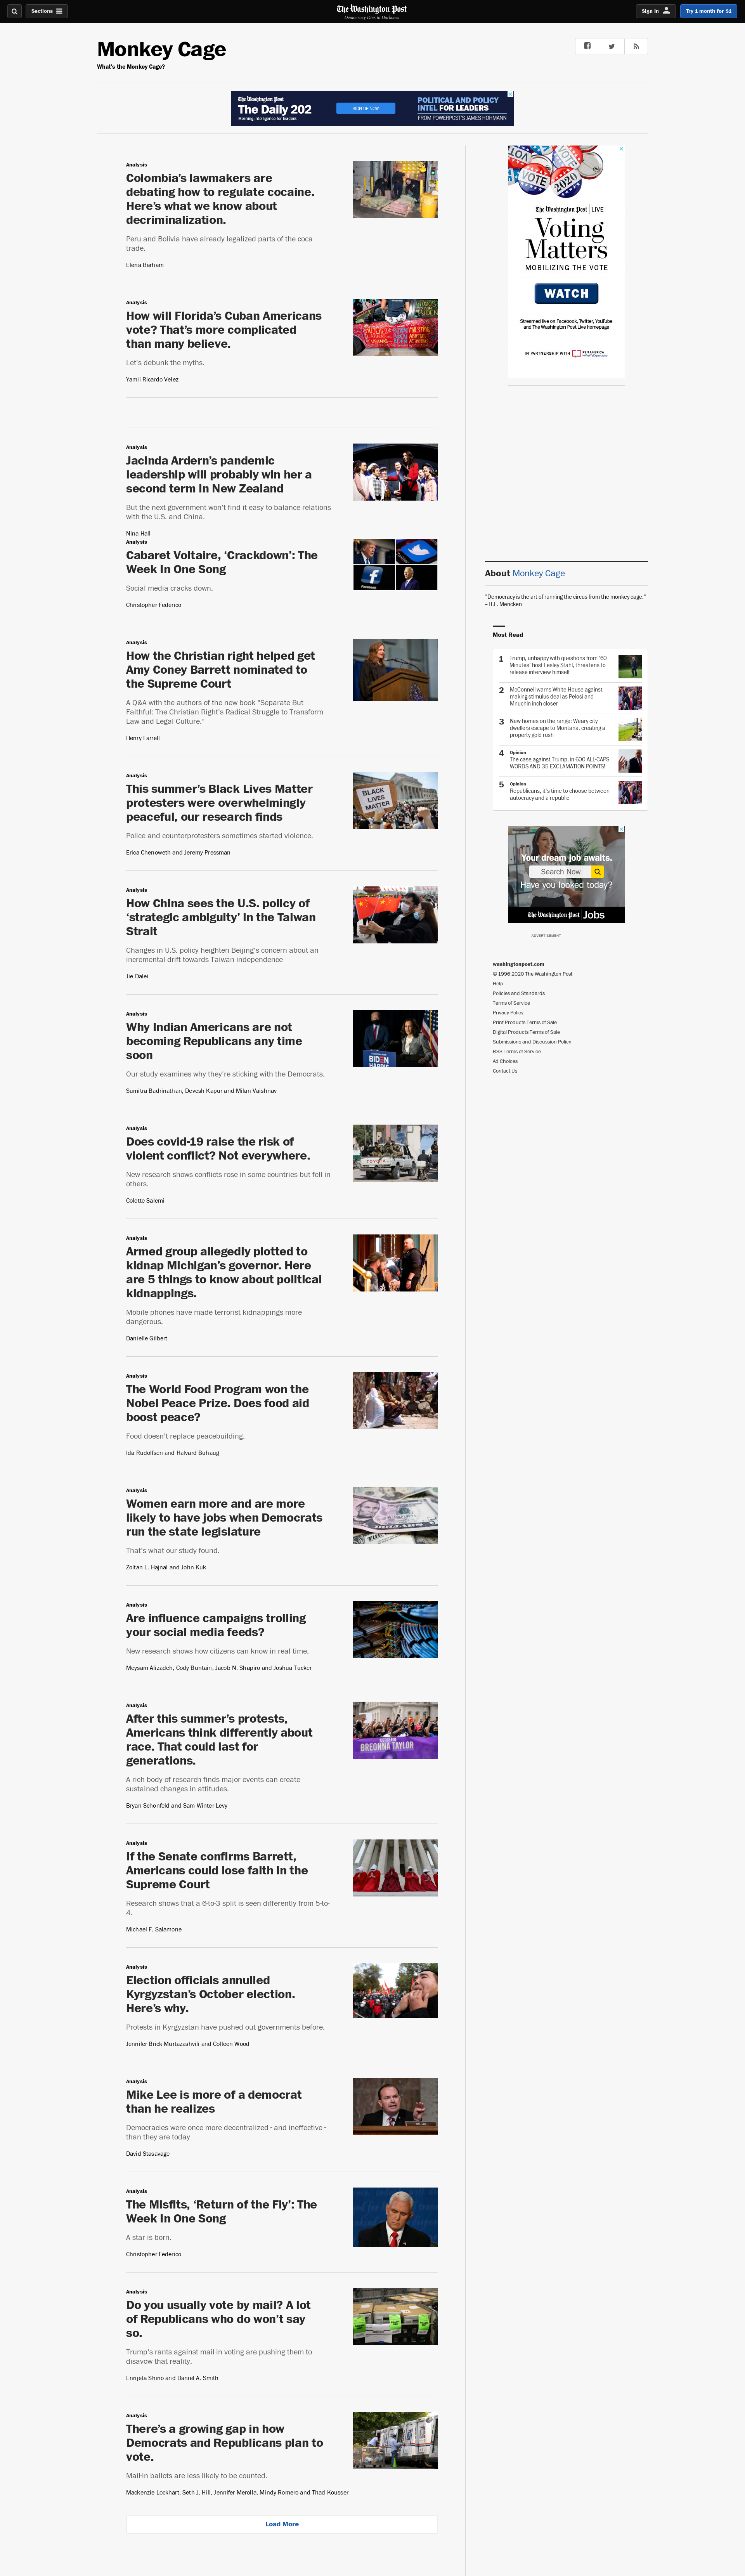 Sections
The Washington Post
Democracy Dies in Darkness
Sign In
Try 1 month for $1
Monkey Cage
What's the Monkey Cage?
The Washington Post
The Daily 202
Morning intelligence for leaders
SIGN UP NOW
POLITICAL AND POLICY
INTEL FOR LEADERS
FROM POWERPOST'S JAMES HOHMANN
Analysis
Colombia’s lawmakers are
debating how to regulate cocaine.
Here’s what we know about
decriminalization.
Peru and Bolivia have already legalized parts of the coca
trade.
Elena Barham
Analysis
How will Florida’s Cuban Americans
vote? That’s more complicated
than many believe.
Let's debunk the myths.
Yamil Ricardo Velez
Analysis
Jacinda Ardern’s pandemic
leadership will probably win her a
second term in New Zealand
But the next government won't find it easy to balance relations
with the U.S. and China.
Nina Hall
Analysis
Cabaret Voltaire, ‘Crackdown’: The
Week In One Song
Social media cracks down.
Christopher Federico
Facebook
Analysis
How the Christian right helped get
Amy Coney Barrett nominated to
the Supreme Court
A Q&A with the authors of the new book "Separate But
Faithful: The Christian Right's Radical Struggle to Transform
Law and Legal Culture."
Henry Farrell
Analysis
This summer’s Black Lives Matter
protesters were overwhelmingly
peaceful, our research finds
Police and counterprotesters sometimes started violence.
Erica Chenoweth and Jeremy Pressman
BLACK
LIVES
MATTER
Analysis
How China sees the U.S. policy of
‘strategic ambiguity’ in the Taiwan
Strait
Changes in U.S. policy heighten Beijing's concern about an
incremental drift towards Taiwan independence
Jie Dalei
Analysis
Why Indian Americans are not
becoming Republicans any time
soon
Our study examines why they're sticking with the Democrats.
Sumitra Badrinathan, Devesh Kapur and Milan Vaishnav
BIDEN
HARRIS
Analysis
Does covid-19 raise the risk of
violent conflict? Not everywhere.
New research shows conflicts rose in some countries but fell in
others.
Colette Salemi
TOYOTA
Analysis
Armed group allegedly plotted to
kidnap Michigan’s governor. Here
are 5 things to know about political
kidnappings.
Mobile phones have made terrorist kidnappings more
dangerous.
Danielle Gilbert
Analysis
The World Food Program won the
Nobel Peace Prize. Does food aid
boost peace?
Food doesn't replace peacebuilding.
Ida Rudolfsen and Halvard Buhaug
Analysis
Women earn more and are more
likely to have jobs when Democrats
run the state legislature
That's what our study found.
Zoltan L. Hajnal and John Kuk
Analysis
Are influence campaigns trolling
your social media feeds?
New research shows how citizens can know in real time.
Meysam Alizadeh, Cody Buntain, Jacob N. Shapiro and Joshua Tucker
Analysis
After this summer’s protests,
Americans think differently about
race. That could last for
generations.
A rich body of research finds major events can create
sustained changes in attitudes.
Bryan Schonfeld and Sam Winter-Levy
BREONNA TAYLOR
Analysis
If the Senate confirms Barrett,
Americans could lose faith in the
Supreme Court
Research shows that a 6-to-3 split is seen differently from 5-to-
4.
Michael F. Salamone
Analysis
Election officials annulled
Kyrgyzstan’s October election.
Here’s why.
Protests in Kyrgyzstan have pushed out governments before.
Jennifer Brick Murtazashvili and Colleen Wood
Analysis
Mike Lee is more of a democrat
than he realizes
Democracies were once more decentralized - and ineffective -
than they are today
David Stasavage
Analysis
The Misfits, ‘Return of the Fly’: The
Week In One Song
A star is born.
Christopher Federico
Analysis
Do you usually vote by mail? A lot
of Republicans who do won’t say
so.
Trump's rants against mail-in voting are pushing them to
disavow that reality.
Enrijeta Shino and Daniel A. Smith
Analysis
There’s a growing gap in how
Democrats and Republicans plan to
vote.
Mail-in ballots are less likely to be counted.
Mackenzie Lockhart, Seth J. Hill, Jennifer Merolla, Mindy Romero and Thad Kousser
Load More
VOTE
2020
The Washington Post LIVE
Voting
Matters
MOBILIZING THE VOTE
WATCH
Streamed live on Facebook, Twitter, YouTube
and The Washington Post Live homepage
IN PARTNERSHIP WITH PEN AMERICA
About Monkey Cage
"Democracy is the art of running the circus from the monkey cage."
-- H.L. Mencken
Most Read
1
Trump, unhappy with questions from ‘60
Minutes’ host Lesley Stahl, threatens to
release interview himself
2
McConnell warns White House against
making stimulus deal as Pelosi and
Mnuchin inch closer
3
New homes on the range: Weary city
dwellers escape to Montana, creating a
property gold rush
4
Opinion
The case against Trump, in 600 ALL-CAPS
WORDS AND 35 EXCLAMATION POINTS!
5
Opinion
Republicans, it’s time to choose between
autocracy and a republic
Your dream job awaits.
Search Now
Have you looked today?
The Washington Post Jobs
ADVERTISEMENT
washingtonpost.com
© 1996-2020 The Washington Post
Help
Policies and Standards
Terms of Service
Privacy Policy
Print Products Terms of Sale
Digital Products Terms of Sale
Submissions and Discussion Policy
RSS Terms of Service
Ad Choices
Contact Us